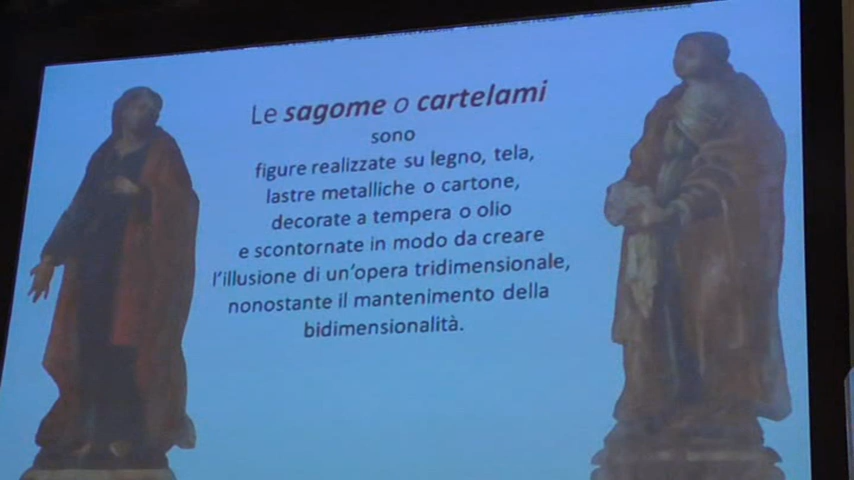 Le sagome o cartelami
sono
figure realizzate su legno, tela,
lastre metalliche o cartone,
decorate a tempera o olio
e scontornate in modo da creare
l'illusione di un'opera tridimensionale,
nonostante il mantenimento della
bidimensionalità.